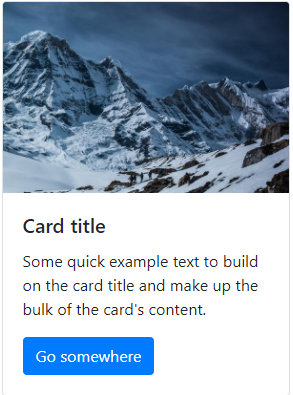 Card title
Some quick example text to build
on the card title and make up the
bulk of the card's content.
Go somewhere